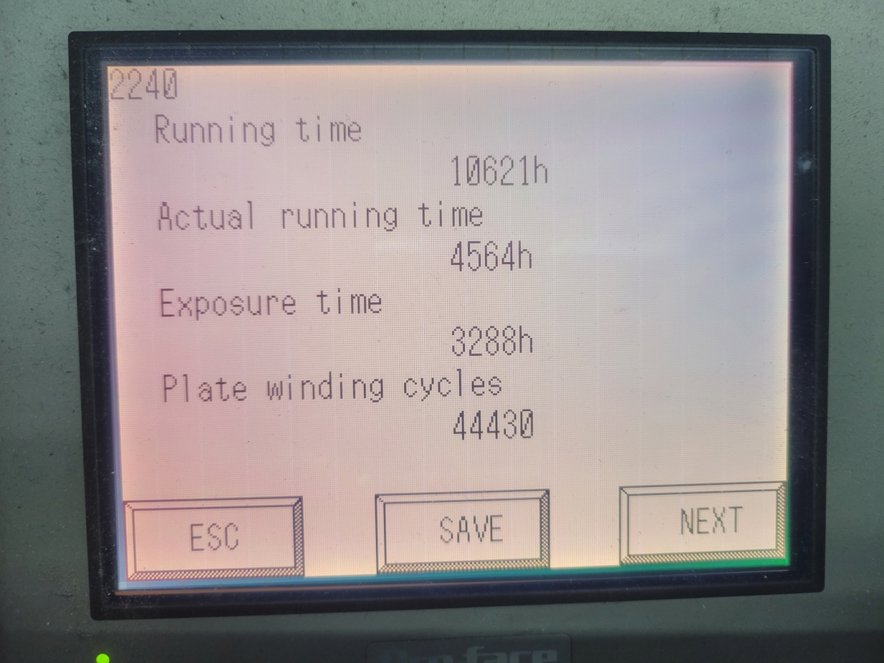 2240
Running time
10621h
Actual running time
4564h
Exposure time
3288h
Plate winding cycles
44430
ESC SAVE NEXT